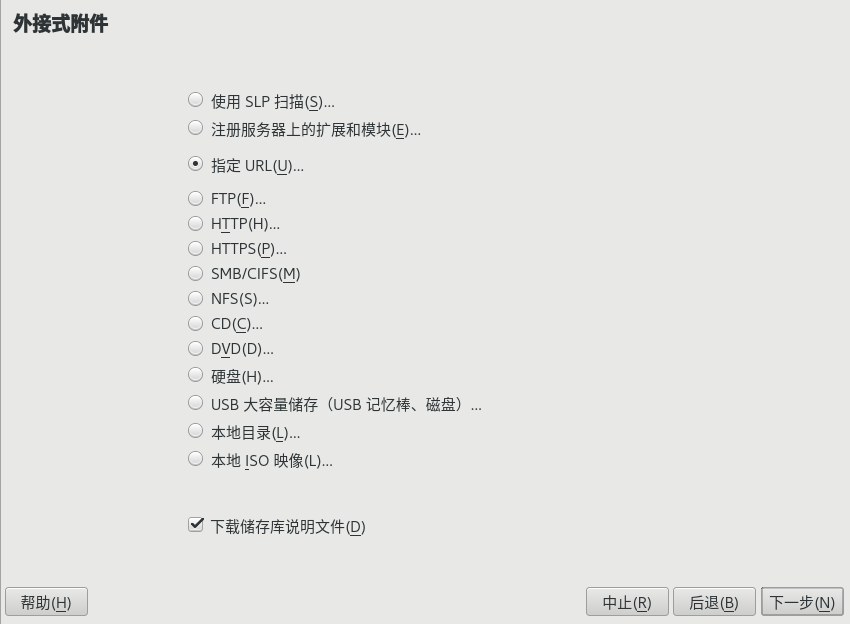 外接式附件
使用 SLP 扫描(S)...
注册服务器上的扩展和模块(E)...
指定 URL(U)...
FTP(F)...
HTTP(H)...
HTTPS(P)...
SMB/CIFS(M)
NFS(S)...
CD(C)...
DVD(D)...
硬盘(H)...
USB 大容量储存（USB 记忆棒、磁盘）...
本地目录(L)...
本地 ISO 映像(L)...
下载储存库说明文件(D)
帮助(H) 中止(R) 后退(B) 下一步(N)